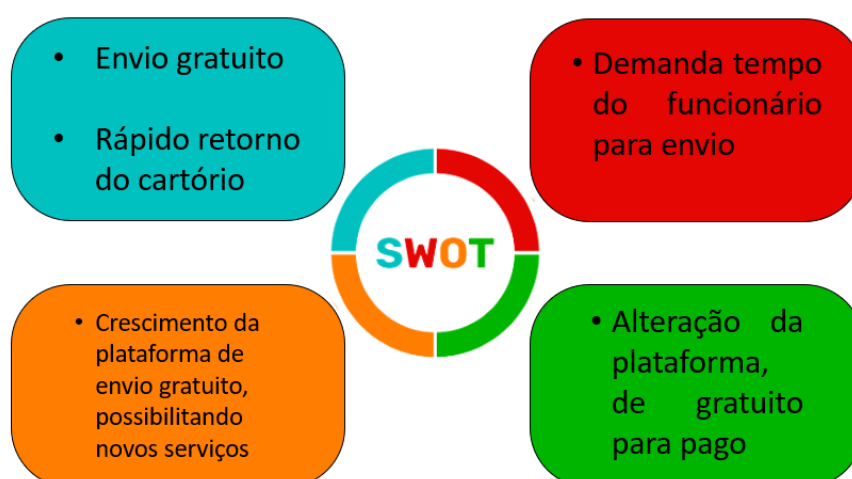 • Envio gratuito
• Rápido retorno
do cartório
• Demanda tempo
do funcionário
para envio
SWOT
• Crescimento da
plataforma de
envio gratuito,
possibilitando
novos serviços
• Alteração da
plataforma,
de gratuito
para pago